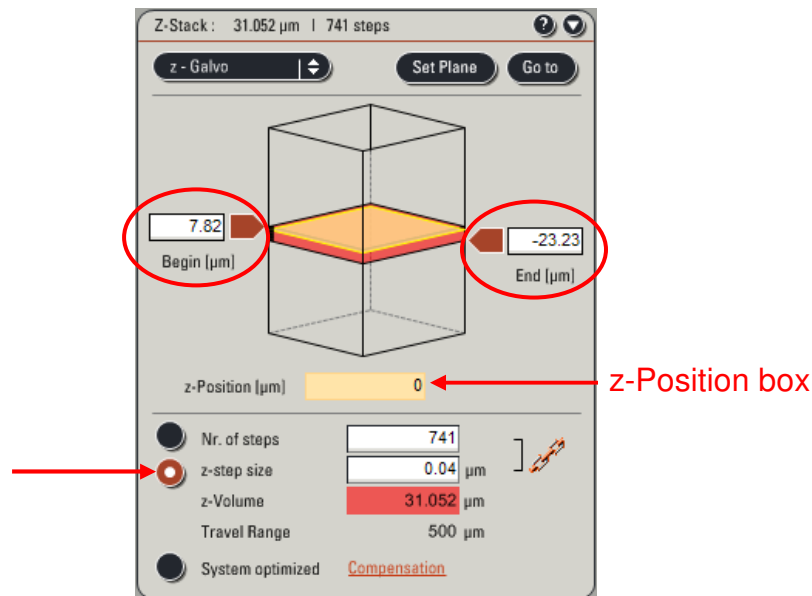 Z-Stack: 31.052 µm | 741 steps ?
z - Galvo Set Plane Go to
7.82
Begin [µm]
-23.23
End [µm]
z-Position [µm] 0 z-Position box
Nr. of steps 741
z-step size 0.04 µm
z-Volume 31.052 µm
Travel Range 500 µm
System optimized Compensation